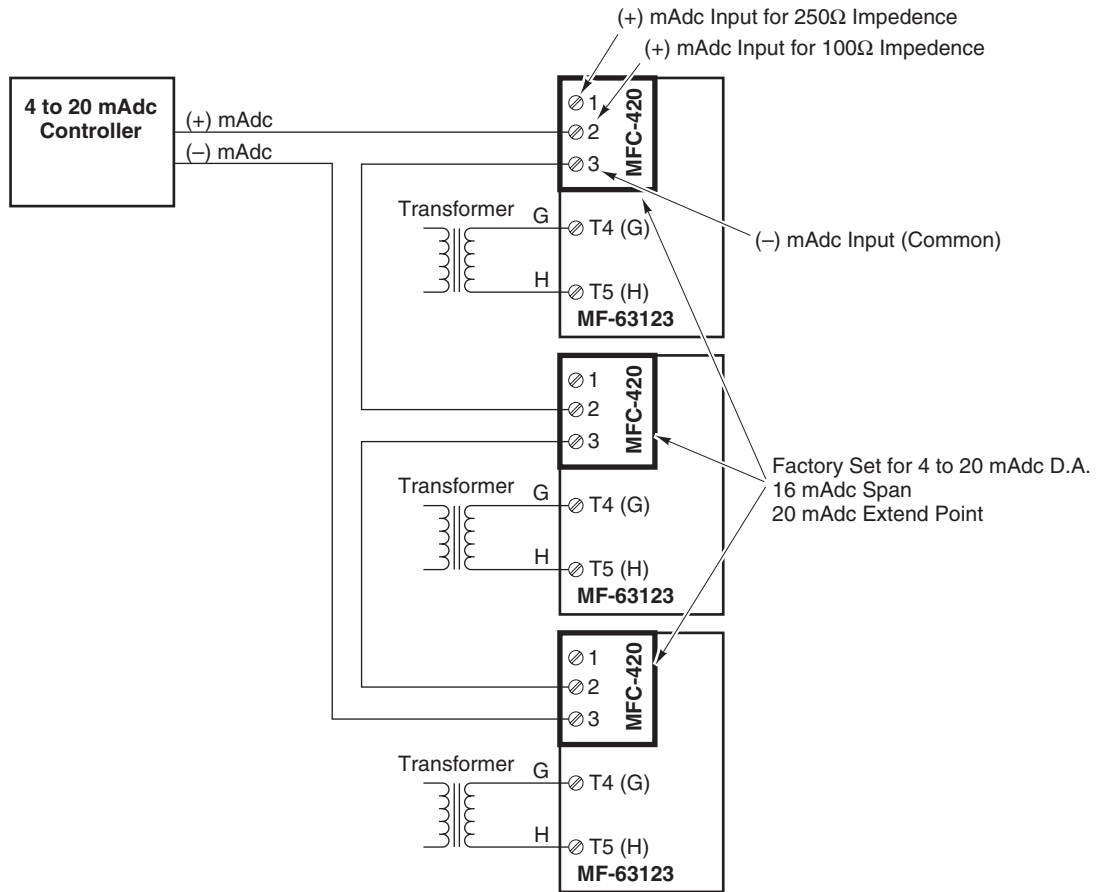 (+) mAdc Input for 250Ω Impedence
(+) mAdc Input for 100Ω Impedence
4 to 20 mAdc
Controller
(+) mAdc
(–) mAdc
1
2
3
MFC-420
(–) mAdc Input (Common)
Transformer
G
T4 (G)
H
T5 (H)
MF-63123
1
2
3
MFC-420
Factory Set for 4 to 20 mAdc D.A.
16 mAdc Span
20 mAdc Extend Point
Transformer
G
T4 (G)
H
T5 (H)
MF-63123
1
2
3
MFC-420
Transformer
G
T4 (G)
H
T5 (H)
MF-63123